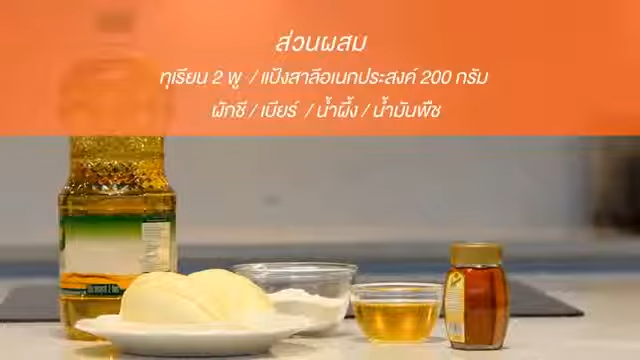 ส่วนผสม
ทุเรียน 2 พู / แป้งสาลีอเนกประสงค์ 200 กรัม
ผักชี / เบียร์ / น้ำผึ้ง / น้ำมันพืช